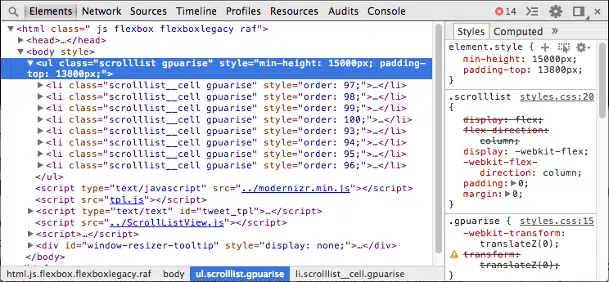 Elements Network Sources Timeline Profiles Resources Audits Console 14
<html class=" js flexbox flexboxlegacy raf">
<head>…</head>
<body style>
<ul class="scrolllist gpuarise" style="min-height: 15000px; padding-
top: 13800px;">
<li class="scrolllist__cell gpuarise" style="order: 97;">…</li>
<li class="scrolllist__cell gpuarise" style="order: 98;">…</li>
<li class="scrolllist__cell gpuarise" style="order: 99;">…</li>
<li class="scrolllist__cell gpuarise" style="order: 100;">…</li>
<li class="scrolllist__cell gpuarise" style="order: 93;">…</li>
<li class="scrolllist__cell gpuarise" style="order: 94;">…</li>
<li class="scrolllist__cell gpuarise" style="order: 95;">…</li>
<li class="scrolllist__cell gpuarise" style="order: 96;">…</li>
</ul>
<script type="text/javascript" src="../modernizr.min.js"></script>
<script src="tpl.js"></script>
<script type="text/text" id="tweet_tpl">…</script>
<script src="../ScrollListView.js"></script>
<script>…</script>
<div id="window-resizer-tooltip" style="display: none;">…</div>
html.js.flexbox.flexboxlegacy.raf body ul.scrolllist.gpuarise li.scrolllist__cell.gpuarise
Styles Computed »
element.style {
min-height: 15000px;
padding-top: 13800px;
}
.scrolllist styles.css:20
{
display: flex;
flex-direction:
column;
display: -webkit-flex;
-webkit-flex-
direction: column;
padding: 0;
margin: 0;
}
.gpuarise { styles.css:15
-webkit-transform:
translateZ(0);
transform:
translateZ(0);